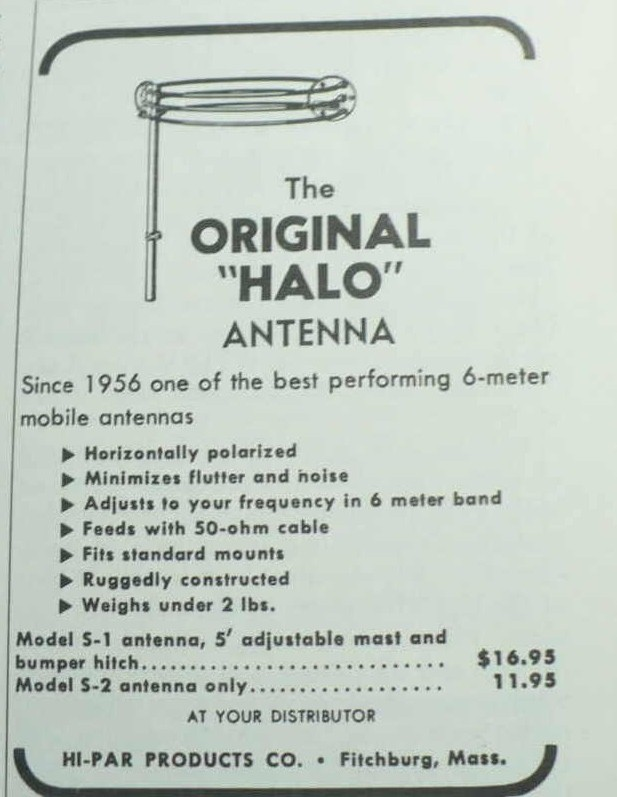 The
ORIGINAL
"HALO"
ANTENNA
Since 1956 one of the best performing 6-meter
mobile antennas
▶ Horizontally polarized
▶ Minimizes flutter and noise
▶ Adjusts to your frequency in 6 meter band
▶ Feeds with 50-ohm cable
▶ Fits standard mounts
▶ Ruggedly constructed
▶ Weighs under 2 lbs.
Model S-1 antenna, 5′ adjustable mast and
bumper hitch........................... $16.95
Model S-2 antenna only................. 11.95
AT YOUR DISTRIBUTOR
HI-PAR PRODUCTS CO. • Fitchburg, Mass.